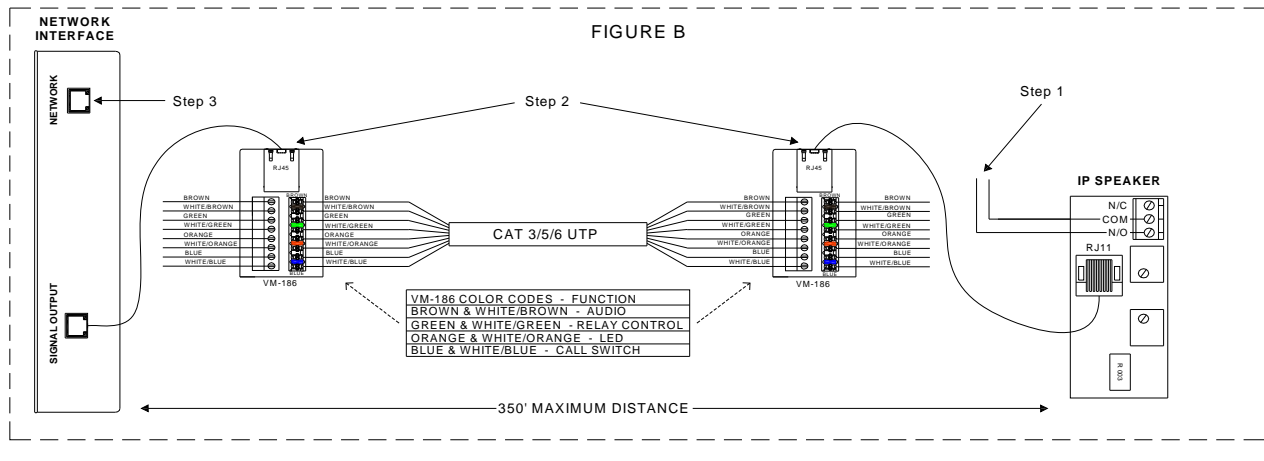 FIGURE B
NETWORK
INTERFACE
NETWORK
Step 3
Step 2
Step 1
SIGNAL OUTPUT
RJ45
BROWN
WHITE/BROWN
GREEN
WHITE/GREEN
ORANGE
WHITE/ORANGE
BLUE
WHITE/BLUE
BROWN
BLUE
BROWN
WHITE/BROWN
GREEN
WHITE/GREEN
ORANGE
WHITE/ORANGE
BLUE
WHITE/BLUE
VM-186
CAT 3/5/6 UTP
RJ45
BROWN
WHITE/BROWN
GREEN
WHITE/GREEN
ORANGE
WHITE/ORANGE
BLUE
WHITE/BLUE
BROWN
BLUE
BROWN
WHITE/BROWN
GREEN
WHITE/GREEN
ORANGE
WHITE/ORANGE
BLUE
WHITE/BLUE
VM-186
VM-186 COLOR CODES - FUNCTION
BROWN & WHITE/BROWN - AUDIO
GREEN & WHITE/GREEN - RELAY CONTROL
ORANGE & WHITE/ORANGE - LED
BLUE & WHITE/BLUE - CALL SWITCH
IP SPEAKER
N/C
COM
N/O
RJ11
R 003
350' MAXIMUM DISTANCE